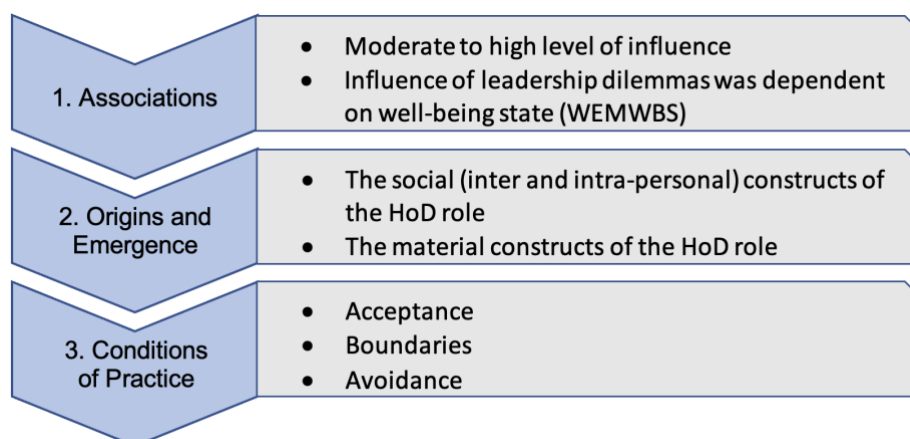 1. Associations
• Moderate to high level of influence
• Influence of leadership dilemmas was dependent
on well-being state (WEMWBS)
2. Origins and
Emergence
• The social (inter and intra-personal) constructs of
the HoD role
• The material constructs of the HoD role
3. Conditions
of Practice
• Acceptance
• Boundaries
• Avoidance